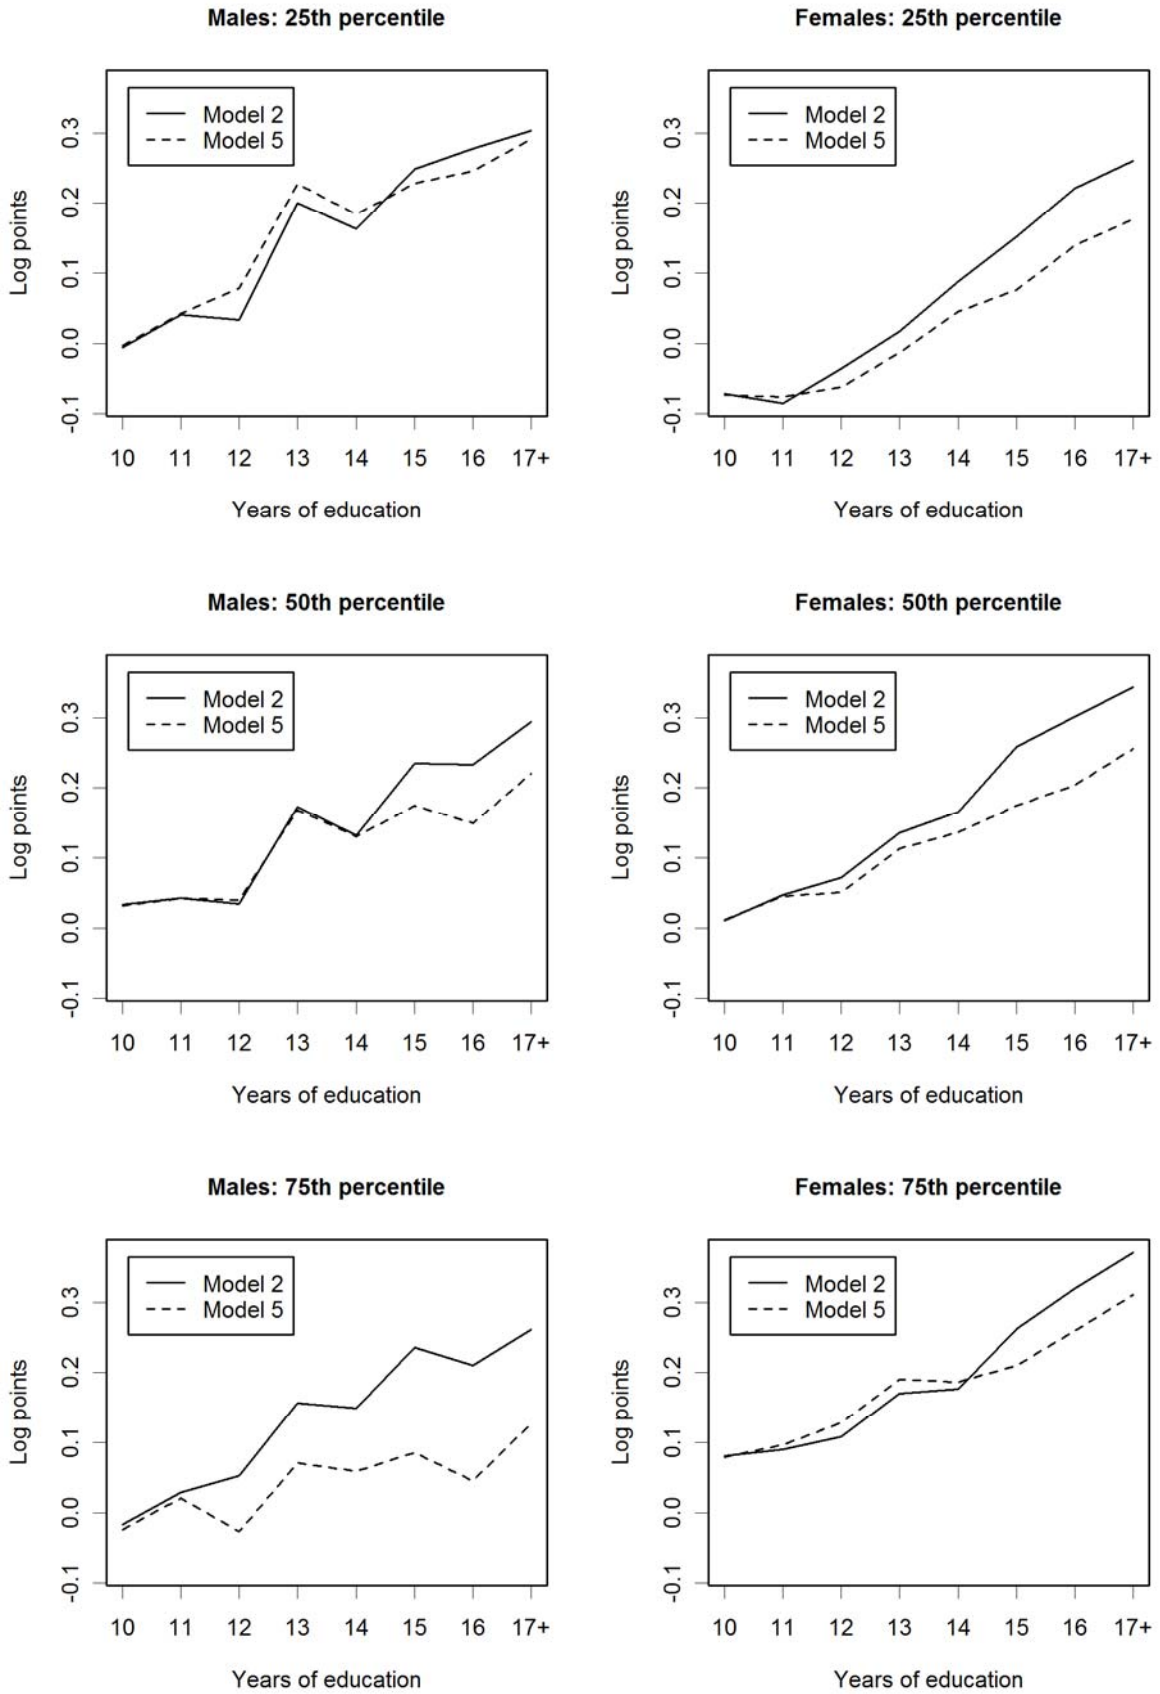 Males: 25th percentile
Model 2
Model 5
Log points
-0.1 0.0 0.1 0.2 0.3
10 11 12 13 14 15 16 17+
Years of education
Females: 25th percentile
Model 2
Model 5
Log points
-0.1 0.0 0.1 0.2 0.3
10 11 12 13 14 15 16 17+
Years of education
Males: 50th percentile
Model 2
Model 5
Log points
-0.1 0.0 0.1 0.2 0.3
10 11 12 13 14 15 16 17+
Years of education
Females: 50th percentile
Model 2
Model 5
Log points
-0.1 0.0 0.1 0.2 0.3
10 11 12 13 14 15 16 17+
Years of education
Males: 75th percentile
Model 2
Model 5
Log points
-0.1 0.0 0.1 0.2 0.3
10 11 12 13 14 15 16 17+
Years of education
Females: 75th percentile
Model 2
Model 5
Log points
-0.1 0.0 0.1 0.2 0.3
10 11 12 13 14 15 16 17+
Years of education